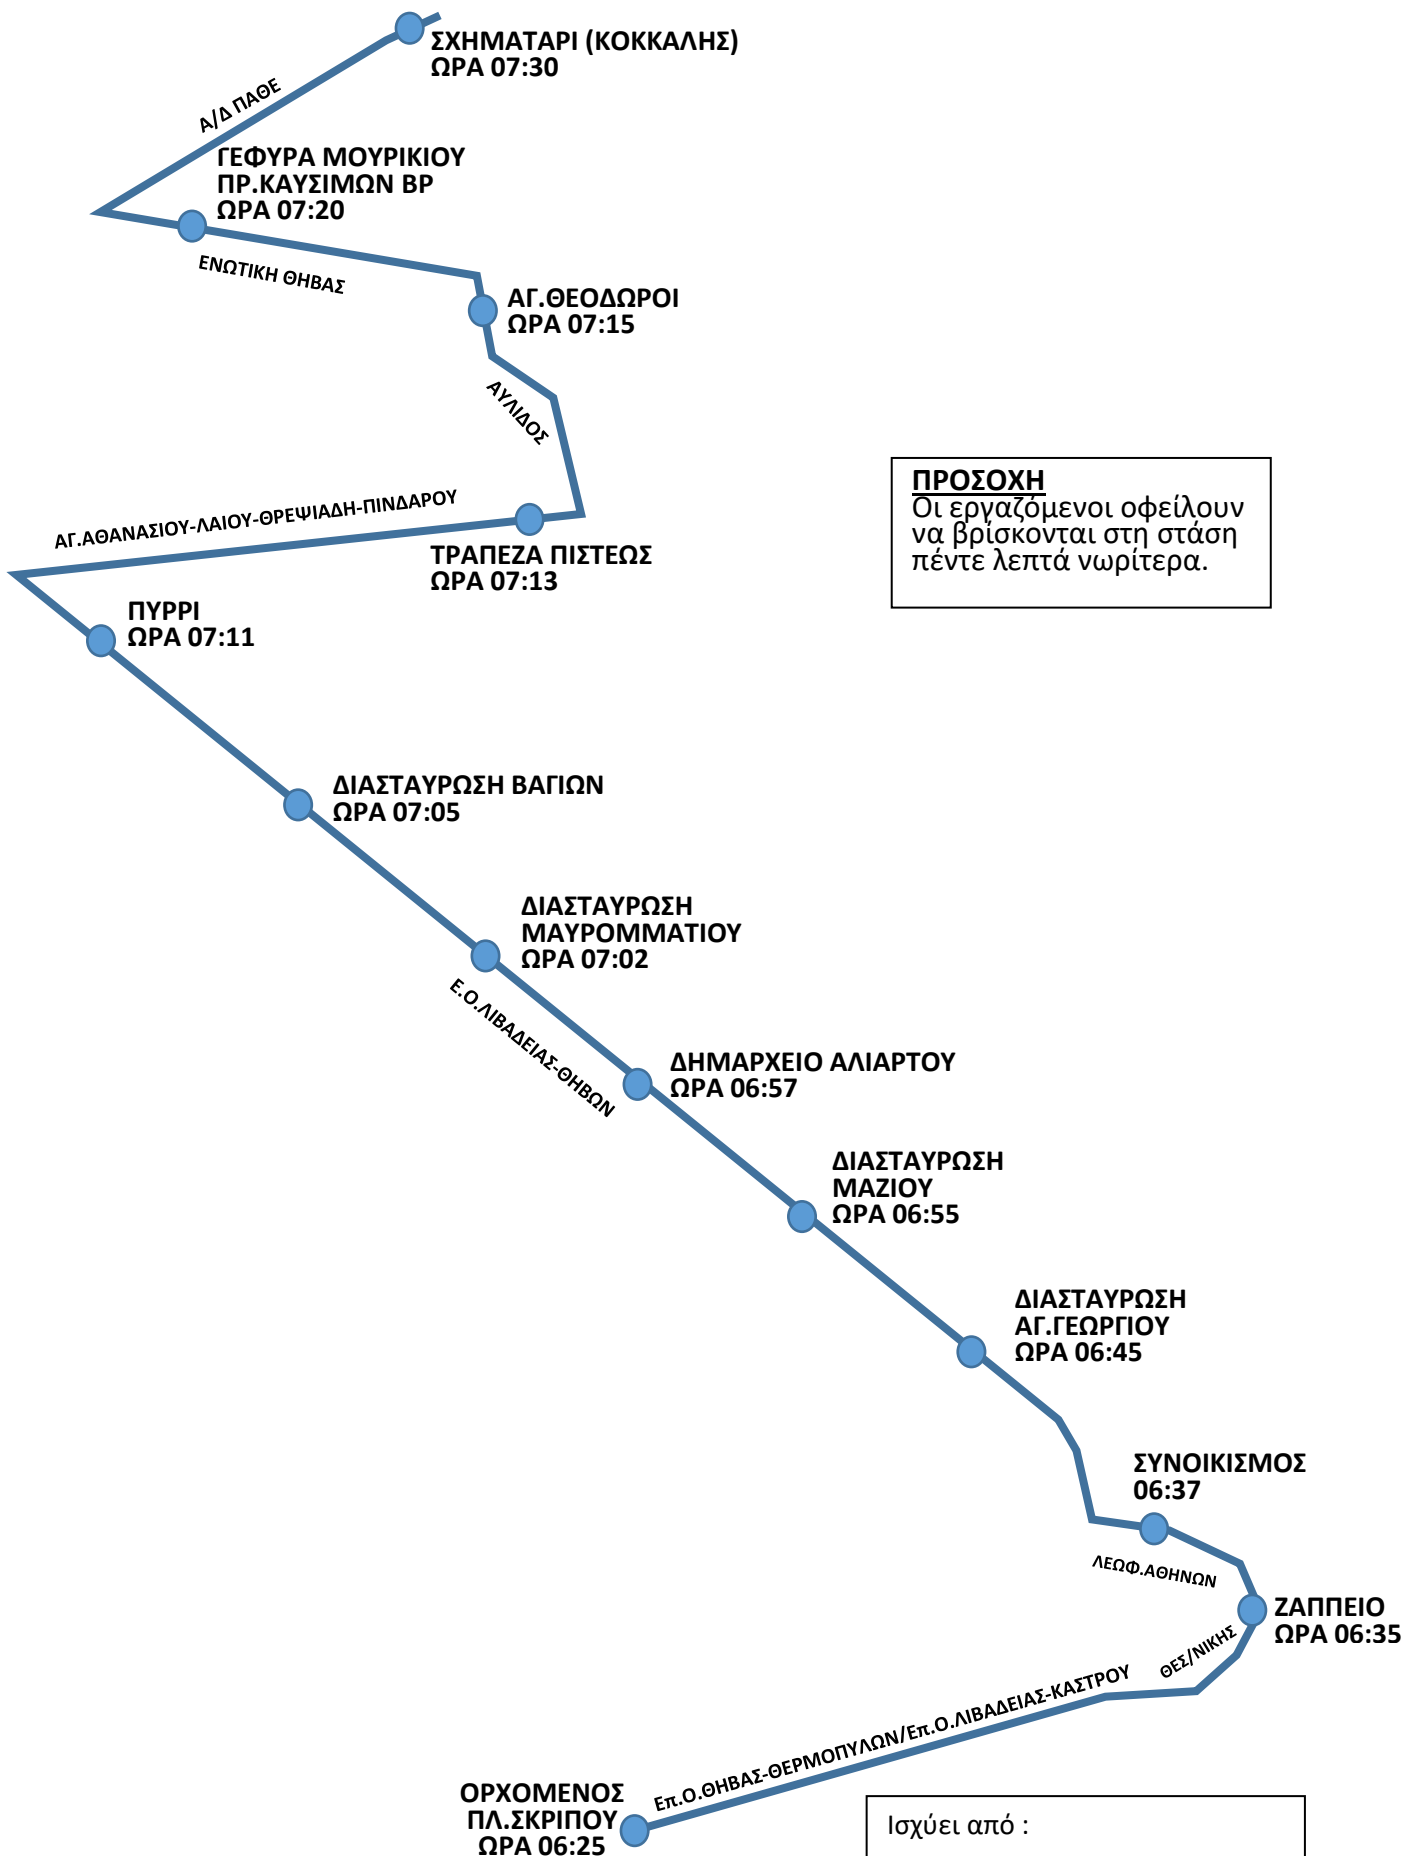 ΣΧΗΜΑΤΑΡΙ (ΚΟΚΚΑΛΗΣ)
ΩΡΑ 07:30
Α/Δ ΠΑΘΕ
ΓΕΦΥΡΑ ΜΟΥΡΙΚΙΟΥ
ΠΡ.ΚΑΥΣΙΜΩΝ BP
ΩΡΑ 07:20
ΕΝΩΤΙΚΗ ΘΗΒΑΣ
ΑΓ.ΘΕΟΔΩΡΟΙ
ΩΡΑ 07:15
ΑΥΛΙΔΟΣ
ΠΡΟΣΟΧΗ
Οι εργαζόμενοι οφείλουν
να βρίσκονται στη στάση
πέντε λεπτά νωρίτερα.
ΑΓ.ΑΘΑΝΑΣΙΟΥ-ΛΑΙΟΥ-ΘΡΕΨΙΑΔΗ-ΠΙΝΔΑΡΟΥ
ΤΡΑΠΕΖΑ ΠΙΣΤΕΩΣ
ΩΡΑ 07:13
ΠΥΡΡΙ
ΩΡΑ 07:11
ΔΙΑΣΤΑΥΡΩΣΗ ΒΑΓΙΩΝ
ΩΡΑ 07:05
ΔΙΑΣΤΑΥΡΩΣΗ
ΜΑΥΡΟΜΜΑΤΙΟΥ
ΩΡΑ 07:02
Ε.Ο.ΛΙΒΑΔΕΙΑΣ-ΘΗΒΩΝ
ΔΗΜΑΡΧΕΙΟ ΑΛΙΑΡΤΟΥ
ΩΡΑ 06:57
ΔΙΑΣΤΑΥΡΩΣΗ
ΜΑΖΙΟΥ
ΩΡΑ 06:55
ΔΙΑΣΤΑΥΡΩΣΗ
ΑΓ.ΓΕΩΡΓΙΟΥ
ΩΡΑ 06:45
ΣΥΝΟΙΚΙΣΜΟΣ
06:37
ΛΕΩΦ.ΑΘΗΝΩΝ
ΖΑΠΠΕΙΟ
ΩΡΑ 06:35
ΘΕΣ/ΝΙΚΗΣ
Επ.Ο.ΘΗΒΑΣ-ΘΕΡΜΟΠΥΛΩΝ/Επ.Ο.ΛΙΒΑΔΕΙΑΣ-ΚΑΣΤΡΟΥ
ΟΡΧΟΜΕΝΟΣ
ΠΛ.ΣΚΡΙΠΟΥ
ΩΡΑ 06:25
Ισχύει από :